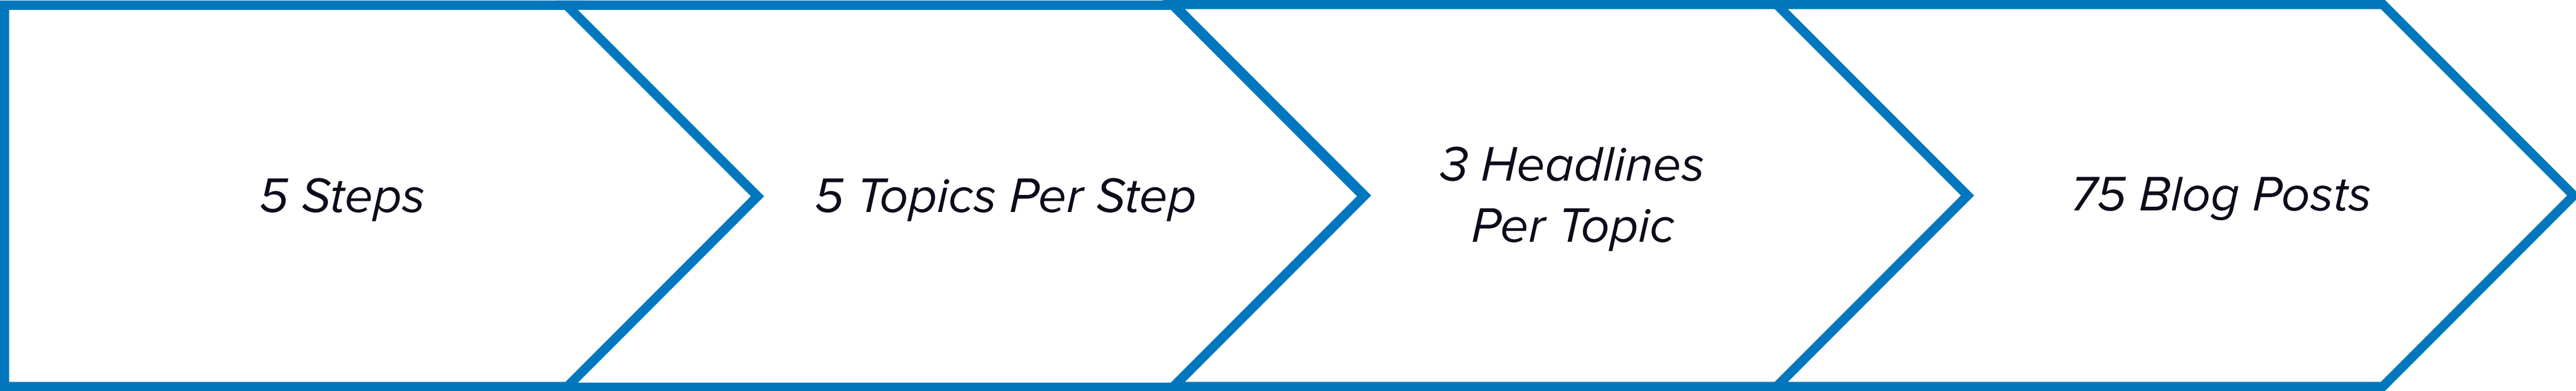 5 Steps
5 Topics Per Step
3 Headlines
Per Topic
75 Blog Posts